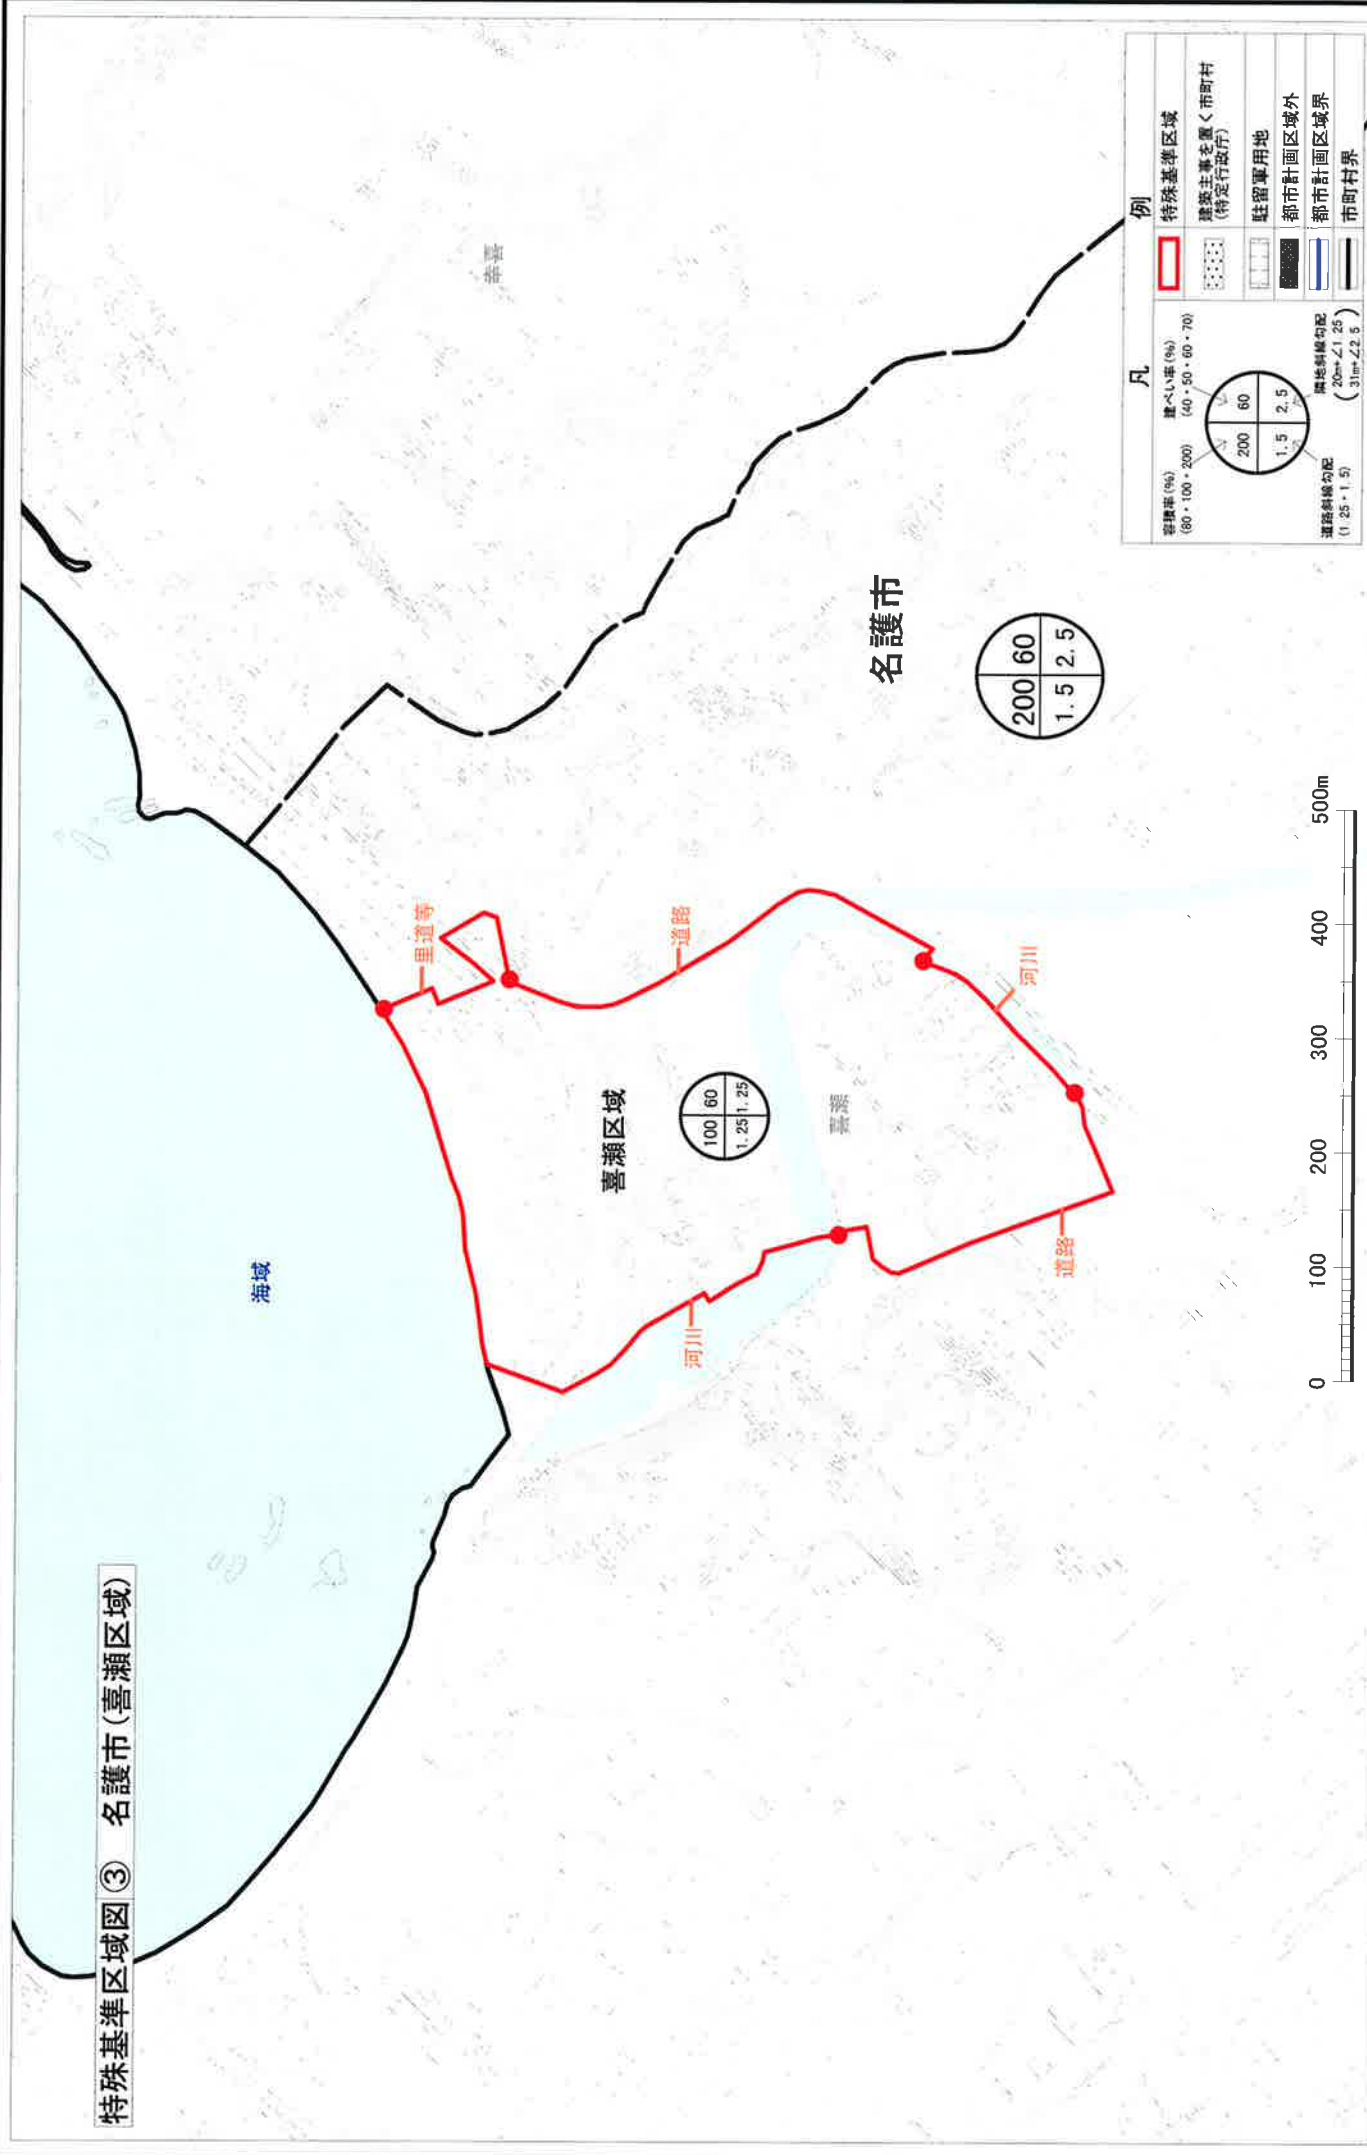 特殊基準区域図③　名護市(喜瀬区域)
海域
幸喜
里道等
道路
喜瀬区域
100 60
1.25 1.25
喜瀬
河川
河川
道路
名護市
200 60
1.5 2.5
0 100 200 300 400 500m
凡例
容積率(%)
(80・100・200)
建ぺい率(%)
(40・50・60・70)
200 60
1.5 2.5
道路斜線勾配
(1.25・1.5)
隣地斜線勾配
(20m+∠1.25
31m+∠2.5)
特殊基準区域
建築主事を置く市町村
(特定行政庁)
駐留軍用地
都市計画区域外
都市計画区域界
市町村界